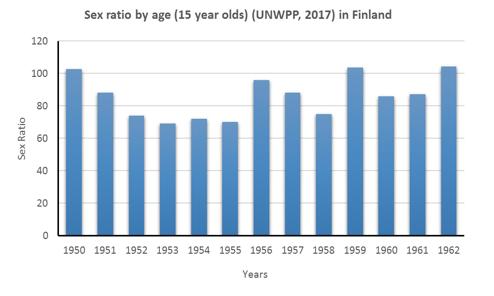 Sex ratio by age (15 year olds) (UNWPP, 2017) in Finland
120
100
80
60
40
20
0
Sex Ratio
1950 1951 1952 1953 1954 1955 1956 1957 1958 1959 1960 1961 1962
Years